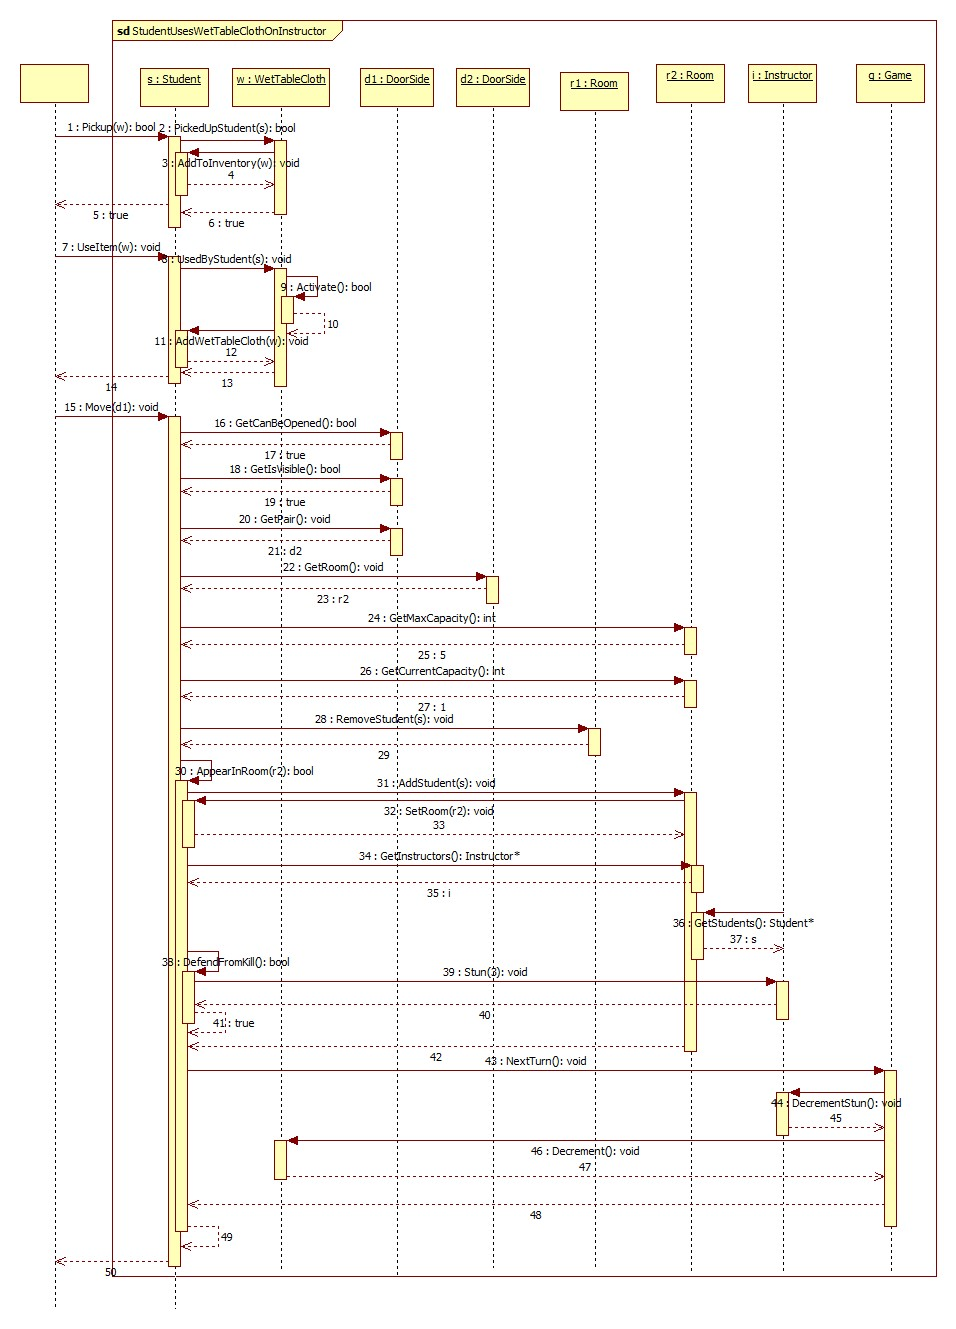 sd StudentUsesWetTableClothOnInstructor
s : Student
w : WetTableCloth
d1 : DoorSide
d2 : DoorSide
r1 : Room
r2 : Room
i : Instructor
g : Game
1 : Pickup(w): bool
2 : PickedUpStudent(s): bool
3 : AddToInventory(w): void
4
5 : true
6 : true
7 : UseItem(w): void
8 : UsedByStudent(s): void
9 : Activate(): bool
10
11 : AddWetTableCloth(w): void
12
13
14
15 : Move(d1): void
16 : GetCanBeOpened(): bool
17 : true
18 : GetIsVisible(): bool
19 : true
20 : GetPair(): void
21 : d2
22 : GetRoom(): void
23 : r2
24 : GetMaxCapacity(): int
25 : 5
26 : GetCurrentCapacity(): int
27 : 1
28 : RemoveStudent(s): void
29
30 : AppearInRoom(r2): bool
31 : AddStudent(s): void
32 : SetRoom(r2): void
33
34 : GetInstructors(): Instructor*
35 : i
36 : GetStudents(): Student*
37 : s
38 : DefendFromKill(): bool
39 : Stun(3): void
40
41 : true
42
43 : NextTurn(): void
44 : DecrementStun(): void
45
46 : Decrement(): void
47
48
49
50